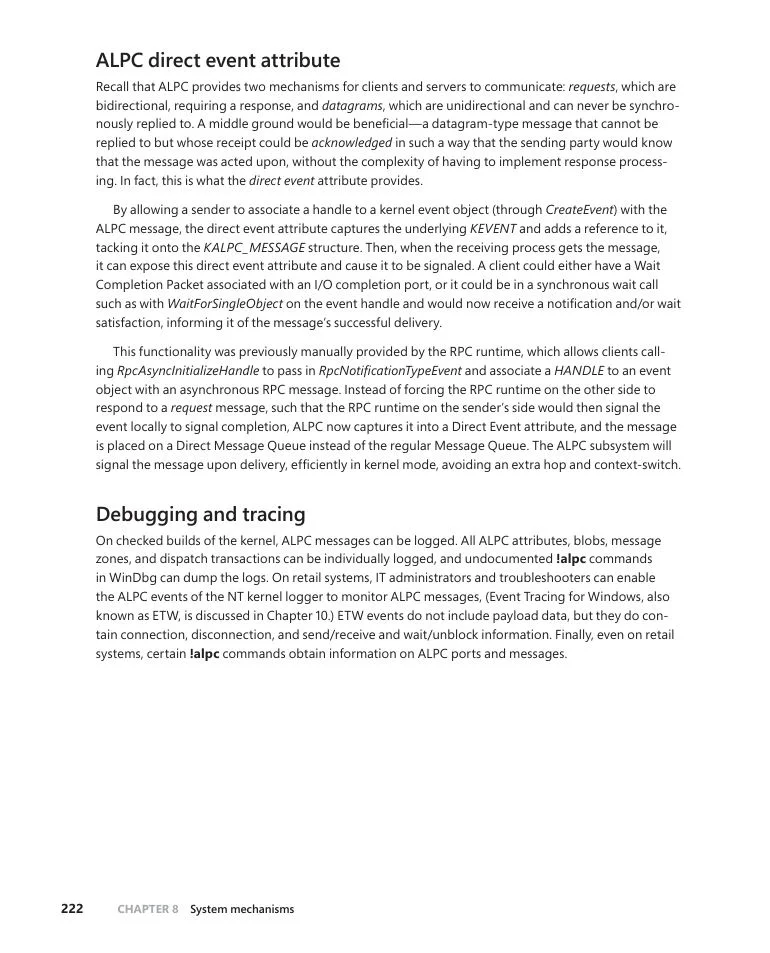 ALPC direct event attribute
Recall that ALPC provides two mechanisms for clients and servers to communicate: requests, which are
bidirectional, requiring a response, and datagrams, which are unidirectional and can never be synchro-
nously replied to. A middle ground would be beneficial—a datagram-type message that cannot be
replied to but whose receipt could be acknowledged in such a way that the sending party would know
that the message was acted upon, without the complexity of having to implement response process-
ing. In fact, this is what the direct event attribute provides.
By allowing a sender to associate a handle to a kernel event object (through CreateEvent) with the
ALPC message, the direct event attribute captures the underlying KEVENT and adds a reference to it,
tacking it onto the KALPC_MESSAGE structure. Then, when the receiving process gets the message,
it can expose this direct event attribute and cause it to be signaled. A client could either have a Wait
Completion Packet associated with an I/O completion port, or it could be in a synchronous wait call
such as with WaitForSingleObject on the event handle and would now receive a notification and/or wait
satisfaction, informing it of the message's successful delivery.
This functionality was previously manually provided by the RPC runtime, which allows clients call-
ing RpcAsyncInitializeHandle to pass in RpcNotificationTypeEvent and associate a HANDLE to an event
object with an asynchronous RPC message. Instead of forcing the RPC runtime on the other side to
respond to a request message, such that the RPC runtime on the sender's side would then signal the
event locally to signal completion, ALPC now captures it into a Direct Event attribute, and the message
is placed on a Direct Message Queue instead of the regular Message Queue. The ALPC subsystem will
signal the message upon delivery, efficiently in kernel mode, avoiding an extra hop and context-switch.
Debugging and tracing
On checked builds of the kernel, ALPC messages can be logged. All ALPC attributes, blobs, message
zones, and dispatch transactions can be individually logged, and undocumented !alpc commands
in WinDbg can dump the logs. On retail systems, IT administrators and troubleshooters can enable
the ALPC events of the NT kernel logger to monitor ALPC messages, (Event Tracing for Windows, also
known as ETW, is discussed in Chapter 10.) ETW events do not include payload data, but they do con-
tain connection, disconnection, and send/receive and wait/unblock information. Finally, even on retail
systems, certain !alpc commands obtain information on ALPC ports and messages.
222 CHAPTER 8 System mechanisms